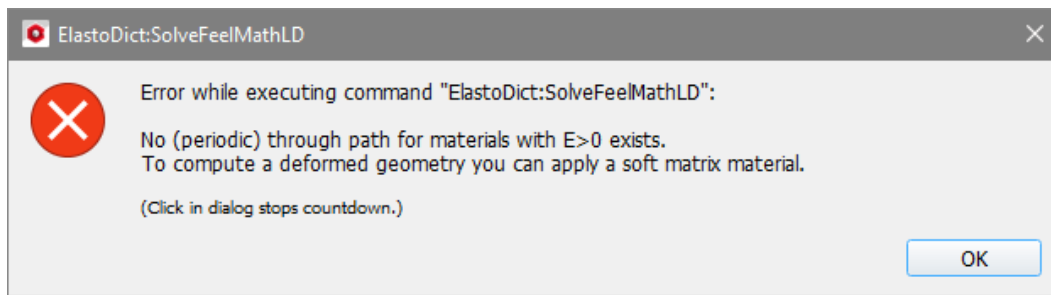 ElastoDict:SolveFeelMathLD
Error while executing command "ElastoDict:SolveFeelMathLD":
No (periodic) through path for materials with E>0 exists.
To compute a deformed geometry you can apply a soft matrix material.
(Click in dialog stops countdown.)
OK